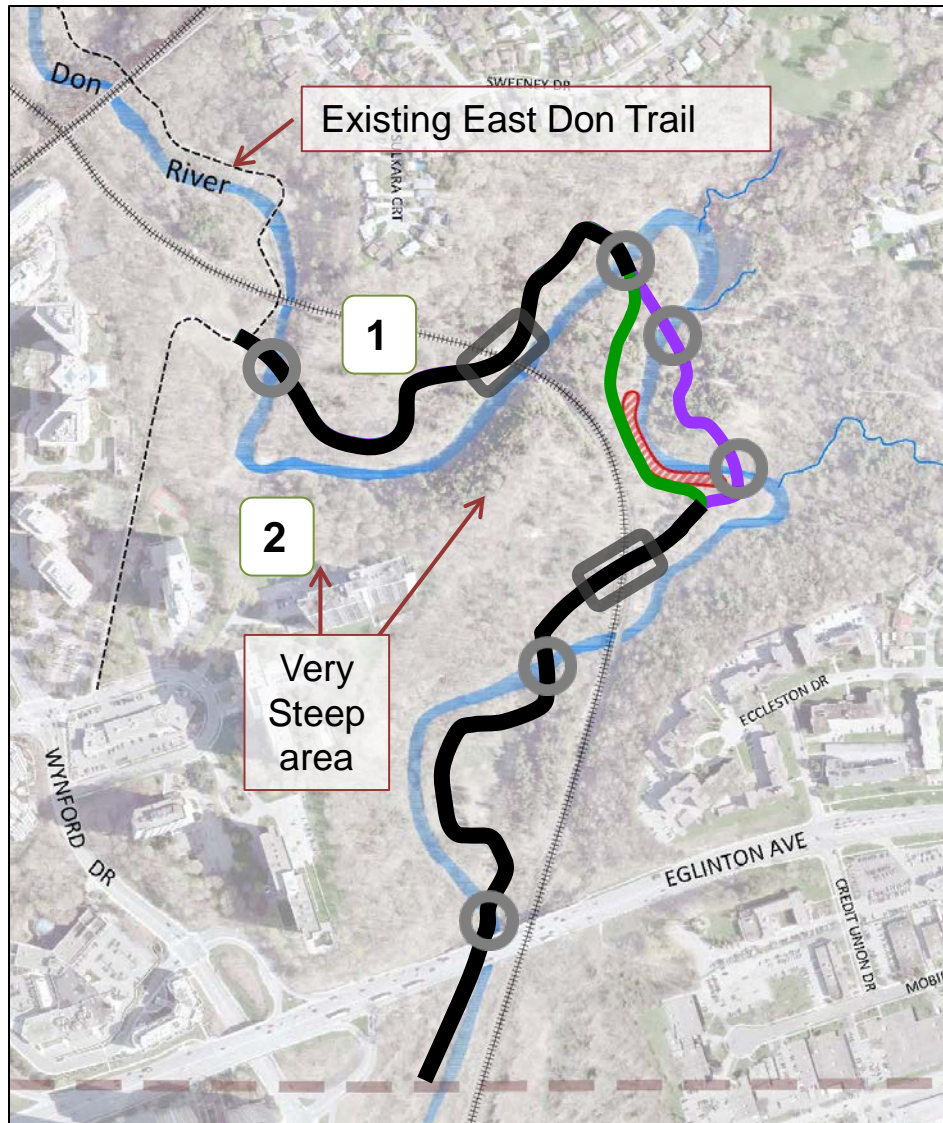 Don
River
SWEENEY DR
Existing East Don Trail
1
2
Very
Steep
area
ECCLESTON DR
WYNFORD DR
EGLINTON AVE
CREDIT UNION DR
MOBI